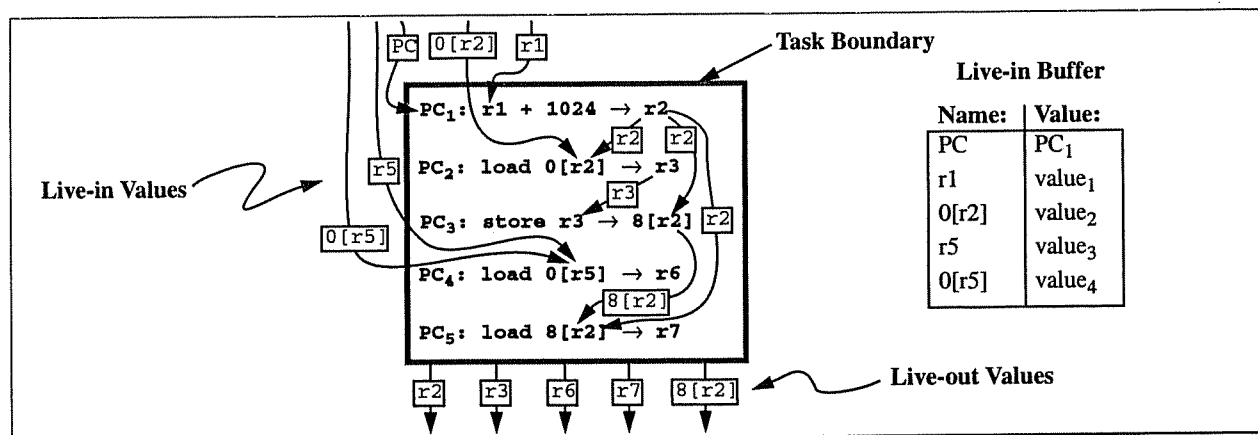 PC
0[r2]
r1
Task Boundary
Live-in Buffer
Name: Value:
PC PC1
r1 value1
0[r2] value2
r5 value3
0[r5] value4
Live-in Values
r5
0[r5]
PC1: r1 + 1024 → r2
r2
r2
PC2: load 0[r2] → r3
r3
PC3: store r3 → 8[r2]
r2
PC4: load 0[r5] → r6
8[r2]
PC5: load 8[r2] → r7
r2
r3
r6
r7
8[r2]
Live-out Values